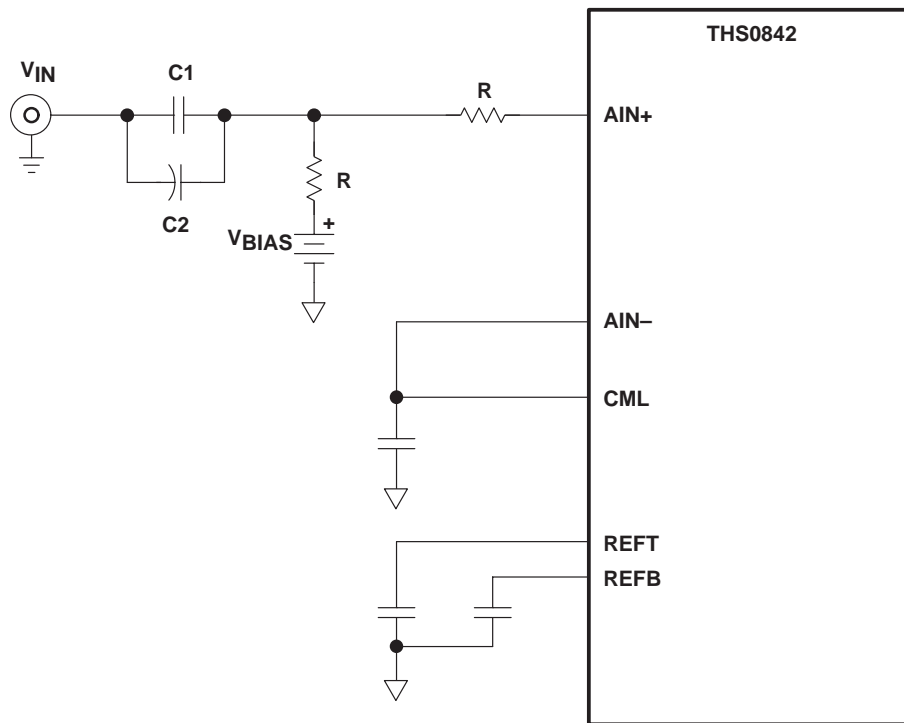 THS0842
VIN
C1
R
AIN+
R
C2
+
VBIAS
AIN–
CML
REFT
REFB